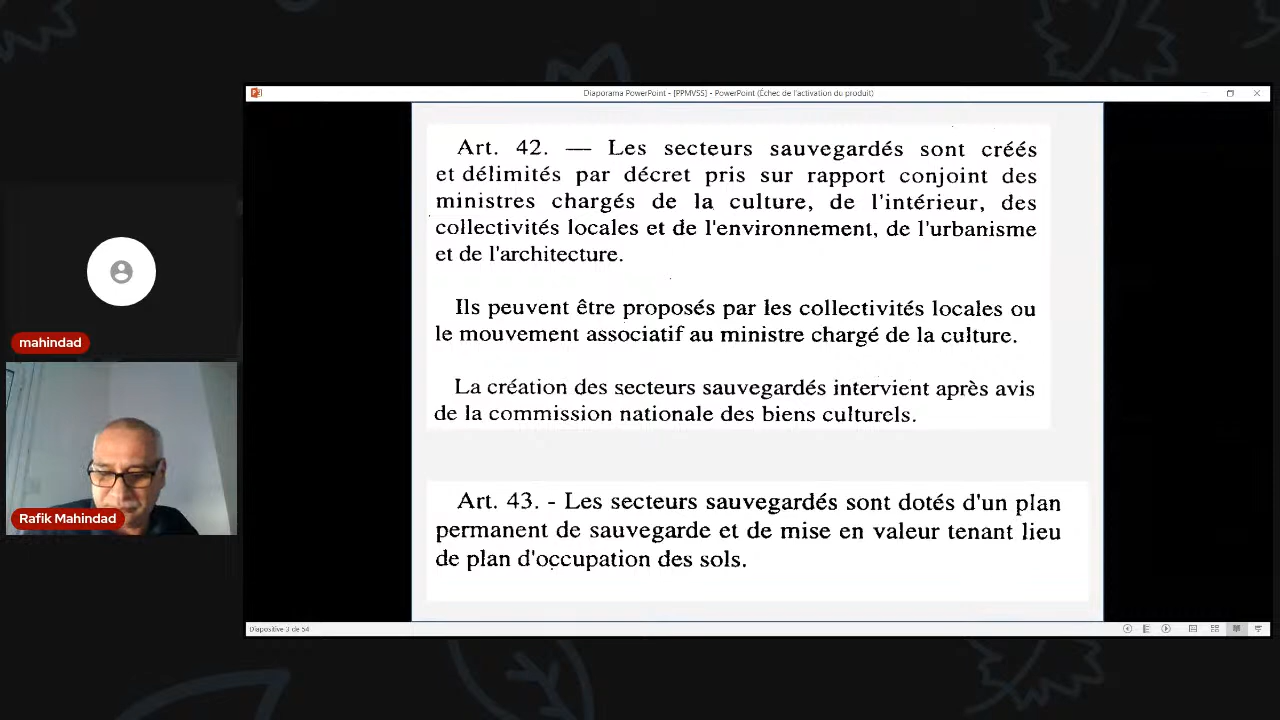 Diaporama PowerPoint - [PPMVSS] - PowerPoint (Échec de l'activation du produit)
Art. 42. — Les secteurs sauvegardés sont créés
et délimités par décret pris sur rapport conjoint des
ministres chargés de la culture, de l'intérieur, des
collectivités locales et de l'environnement, de l'urbanisme
et de l'architecture.
Ils peuvent être proposés par les collectivités locales ou
le mouvement associatif au ministre chargé de la culture.
La création des secteurs sauvegardés intervient après avis
de la commission nationale des biens culturels.
Art. 43. - Les secteurs sauvegardés sont dotés d'un plan
permanent de sauvegarde et de mise en valeur tenant lieu
de plan d'occupation des sols.
mahindad
Rafik Mahindad
Diapositive 3 de 54